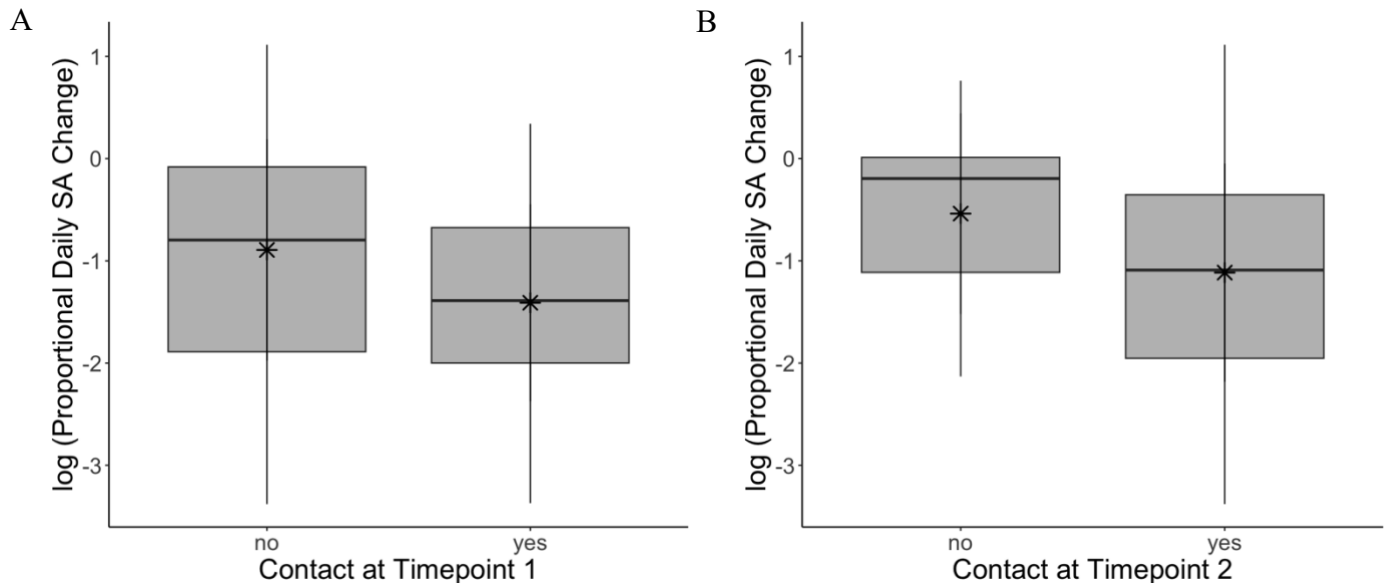 A
log (Proportional Daily SA Change)
1
0
-1
-2
-3
no
yes
Contact at Timepoint 1
B
log (Proportional Daily SA Change)
1
0
-1
-2
-3
no
yes
Contact at Timepoint 2